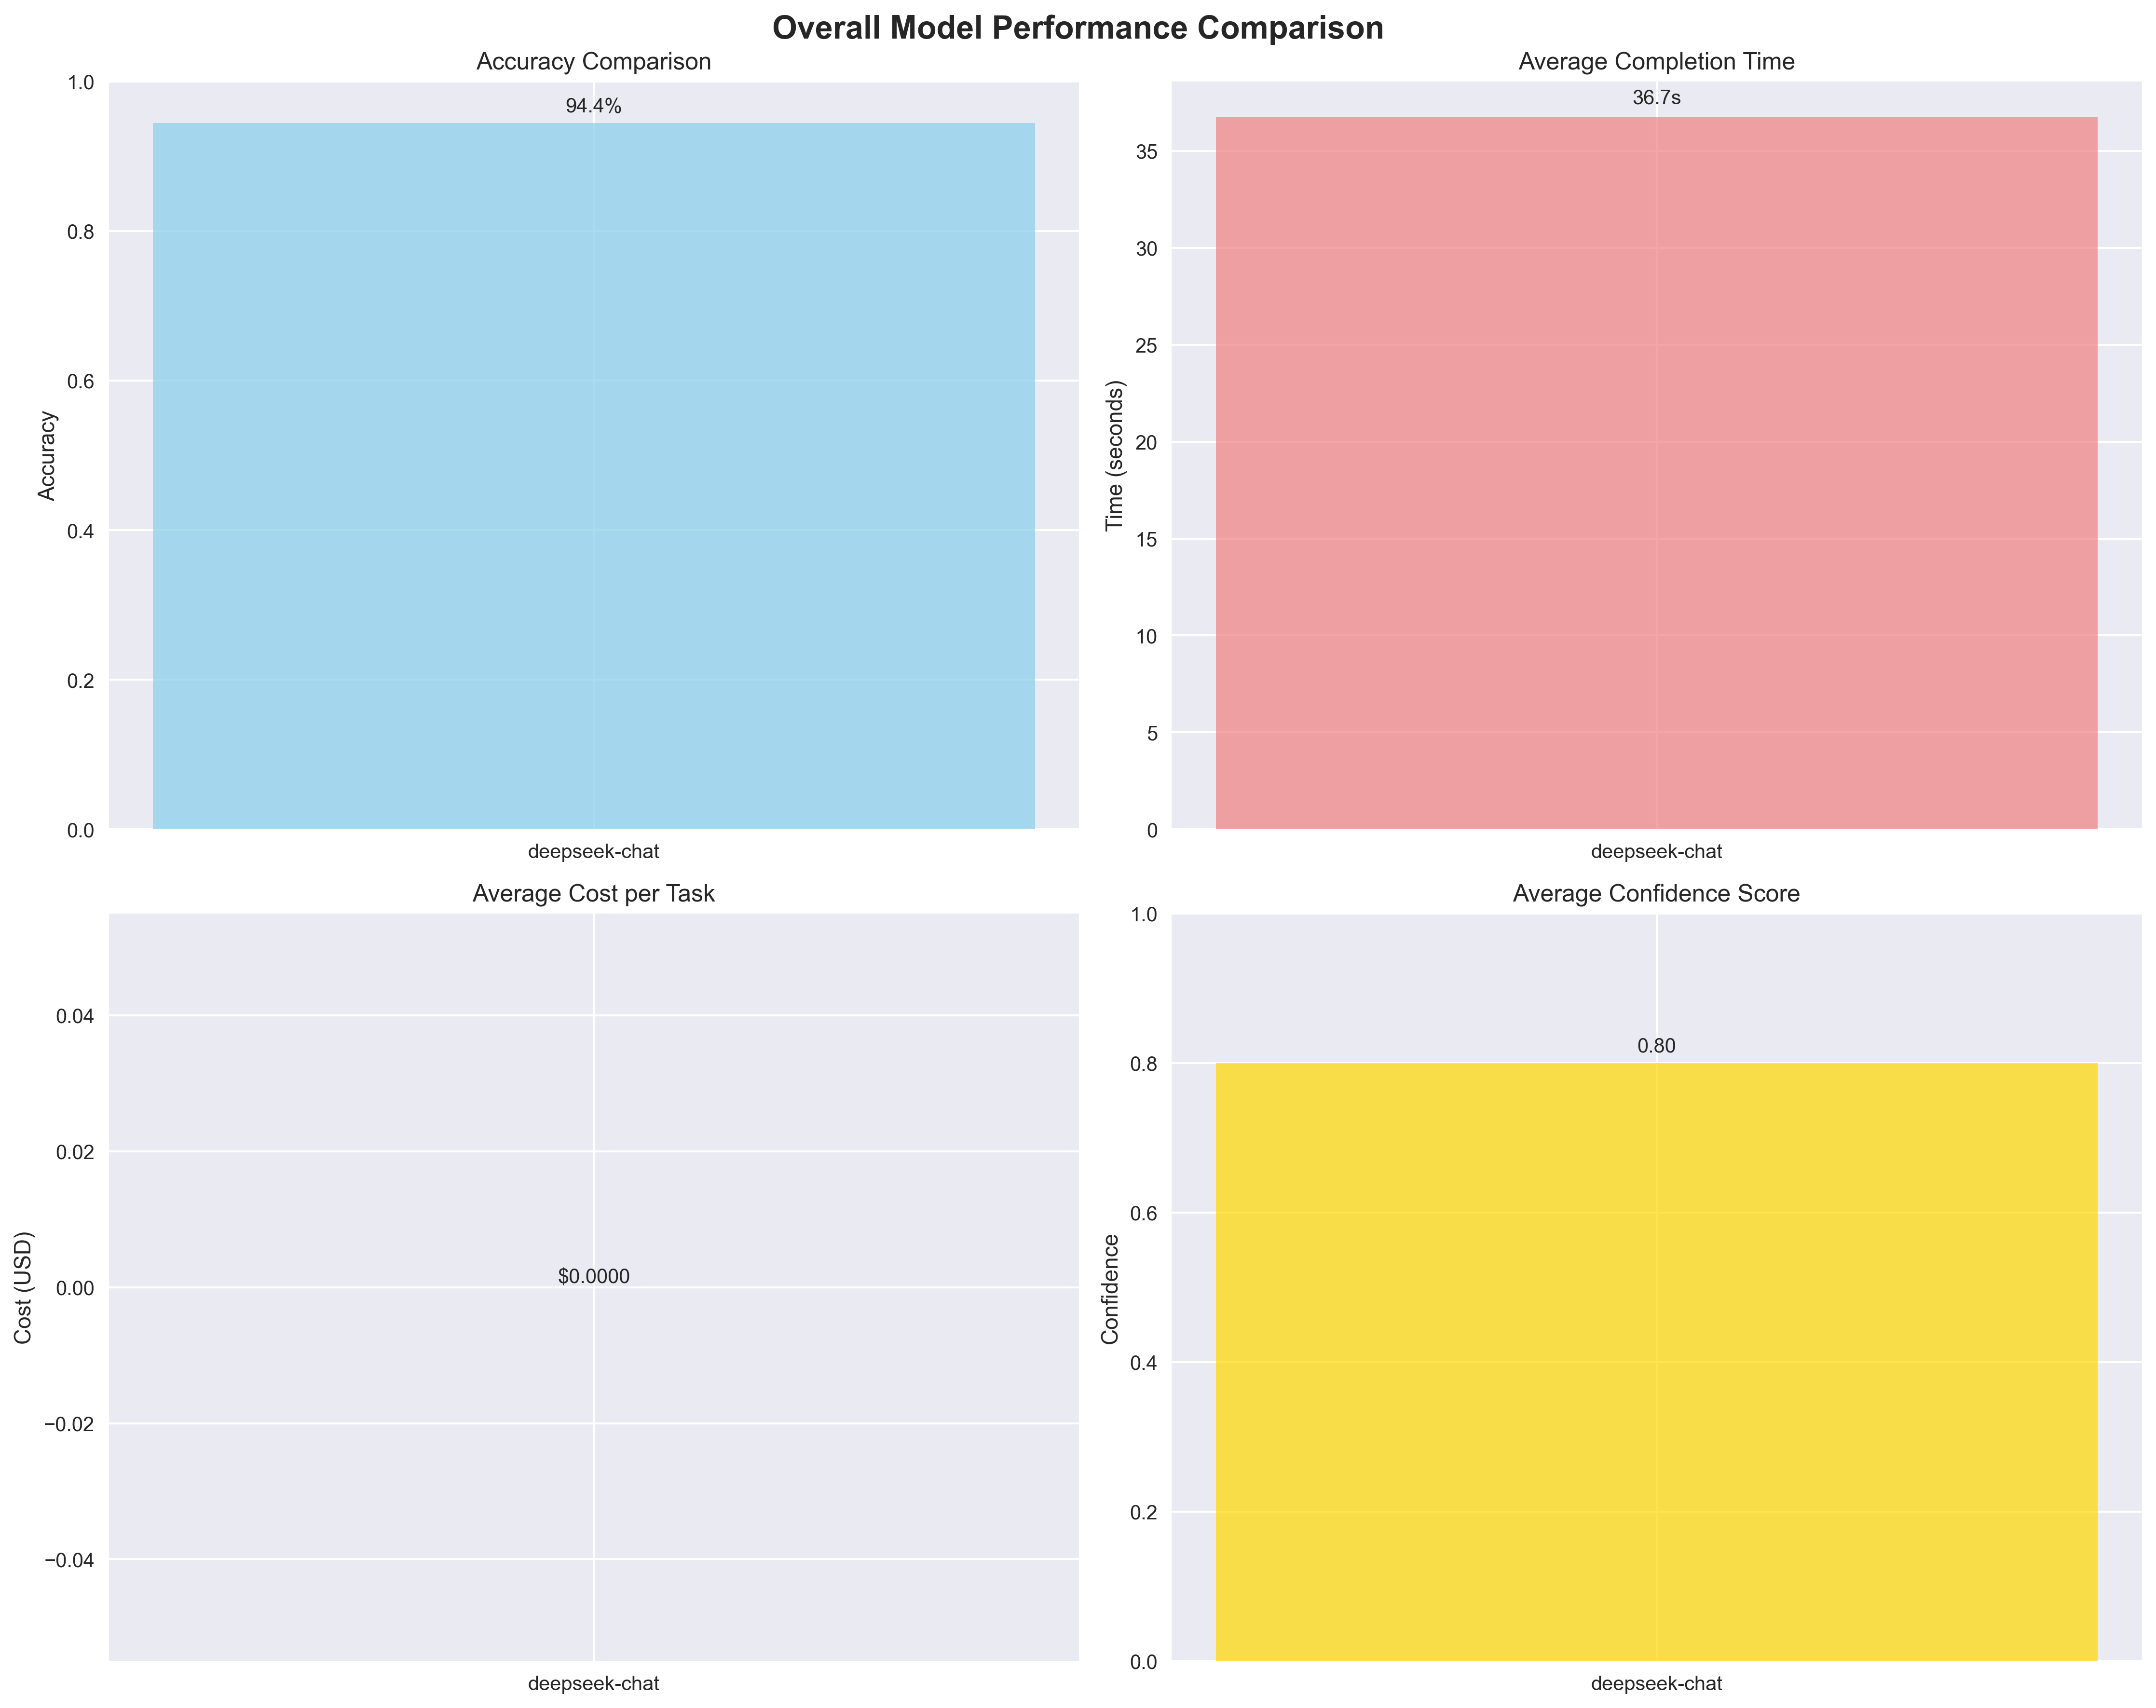 Overall Model Performance Comparison
Accuracy Comparison
1.0
0.8
0.6
0.4
0.2
0.0
Accuracy
94.4%
deepseek-chat
Average Completion Time
35
30
25
20
15
10
5
0
Time (seconds)
36.7s
deepseek-chat
Average Cost per Task
0.04
0.02
0.00
−0.02
−0.04
Cost (USD)
$0.0000
deepseek-chat
Average Confidence Score
1.0
0.8
0.6
0.4
0.2
0.0
Confidence
0.80
deepseek-chat